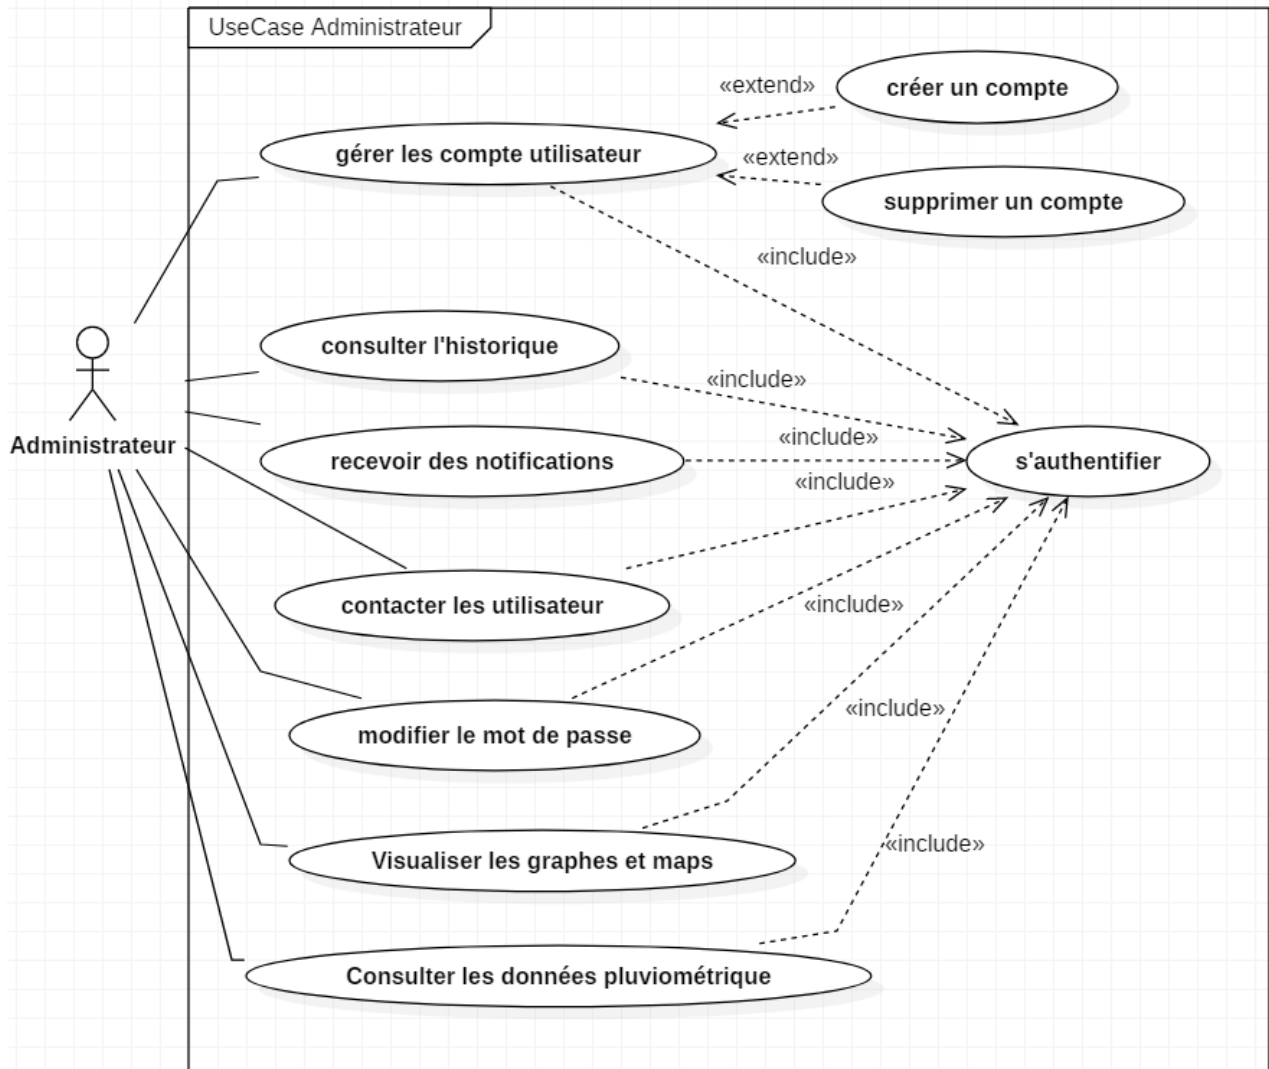 UseCase Administrateur
«extend»
créer un compte
gérer les compte utilisateur
«extend»
supprimer un compte
«include»
consulter l'historique
«include»
Administrateur
recevoir des notifications
«include»
s'authentifier
«include»
contacter les utilisateur
«include»
modifier le mot de passe
«include»
Visualiser les graphes et maps
«include»
Consulter les données pluviométrique